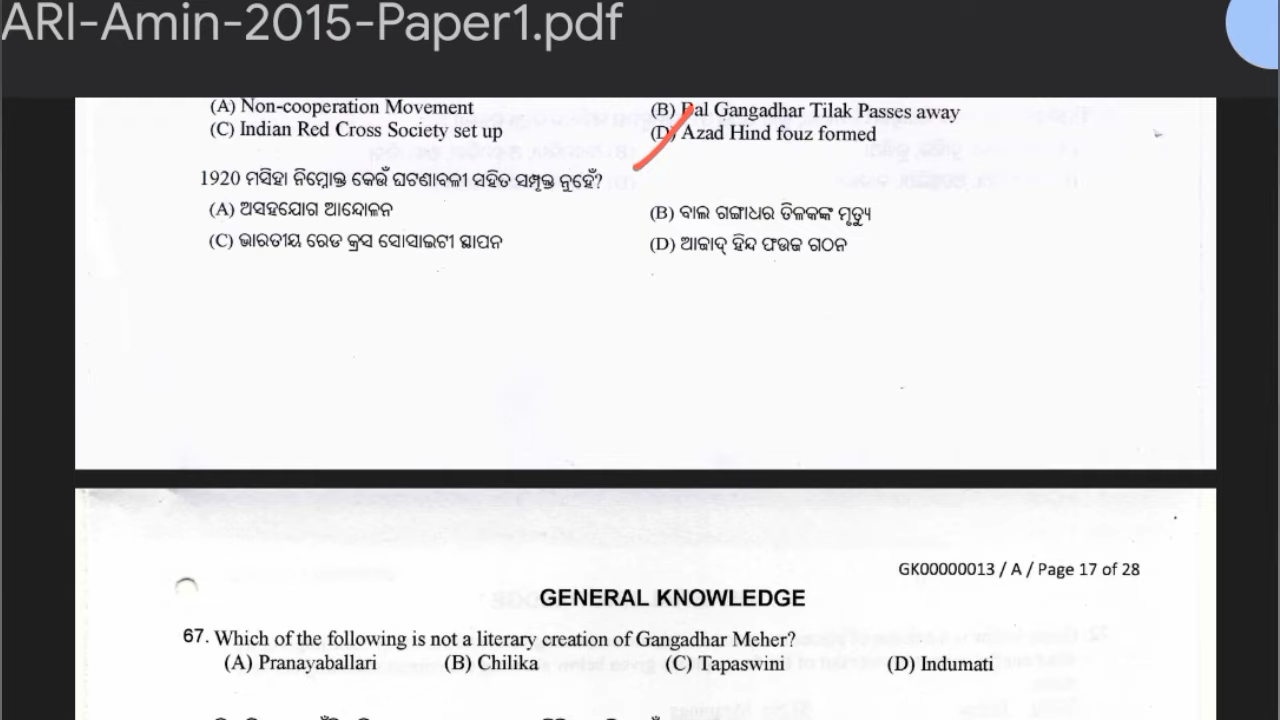 ARI-Amin-2015-Paper1.pdf
(A) Non-cooperation Movement (B) Bal Gangadhar Tilak Passes away
(C) Indian Red Cross Society set up (D) Azad Hind fouz formed
1920 ମସିହା ନିମ୍ନୋକ୍ତ କେଉଁ ଘଟଣାବଳୀ ସହିତ ସମ୍ପୃକ୍ତ ନୁହେଁ?
(A) ଅସହଯୋଗ ଆନ୍ଦୋଳନ (B) ବାଲ ଗଙ୍ଗାଧର ତିଳକଙ୍କ ମୃତ୍ୟୁ
(C) ଭାରତୀୟ ରେଡ କ୍ରସ ସୋସାଇଟୀ ସ୍ଥାପନ (D) ଆଜାଦ୍ ହିନ୍ଦ ଫଉଜ ଗଠନ
GK00000013 / A / Page 17 of 28
GENERAL KNOWLEDGE
67. Which of the following is not a literary creation of Gangadhar Meher?
(A) Pranayaballari (B) Chilika (C) Tapaswini (D) Indumati